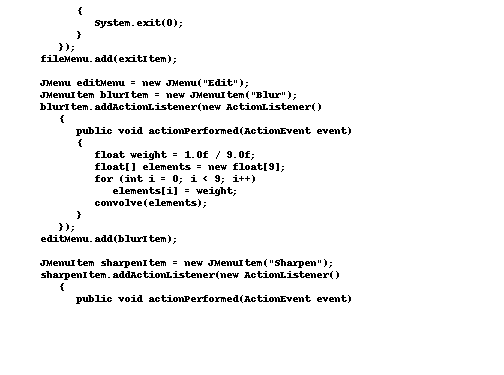 {
System.exit(0);
}
});
fileMenu.add(exitItem);
JMenu editMenu = new JMenu("Edit");
JMenuItem blurItem = new JMenuItem("Blur");
blurItem.addActionListener(new ActionListener()
{
public void actionPerformed(ActionEvent event)
{
float weight = 1.0f / 9.0f;
float[] elements = new float[9];
for (int i = 0; i < 9; i++)
elements[i] = weight;
convolve(elements);
}
});
editMenu.add(blurItem);
JMenuItem sharpenItem = new JMenuItem("Sharpen");
sharpenItem.addActionListener(new ActionListener()
{
public void actionPerformed(ActionEvent event)